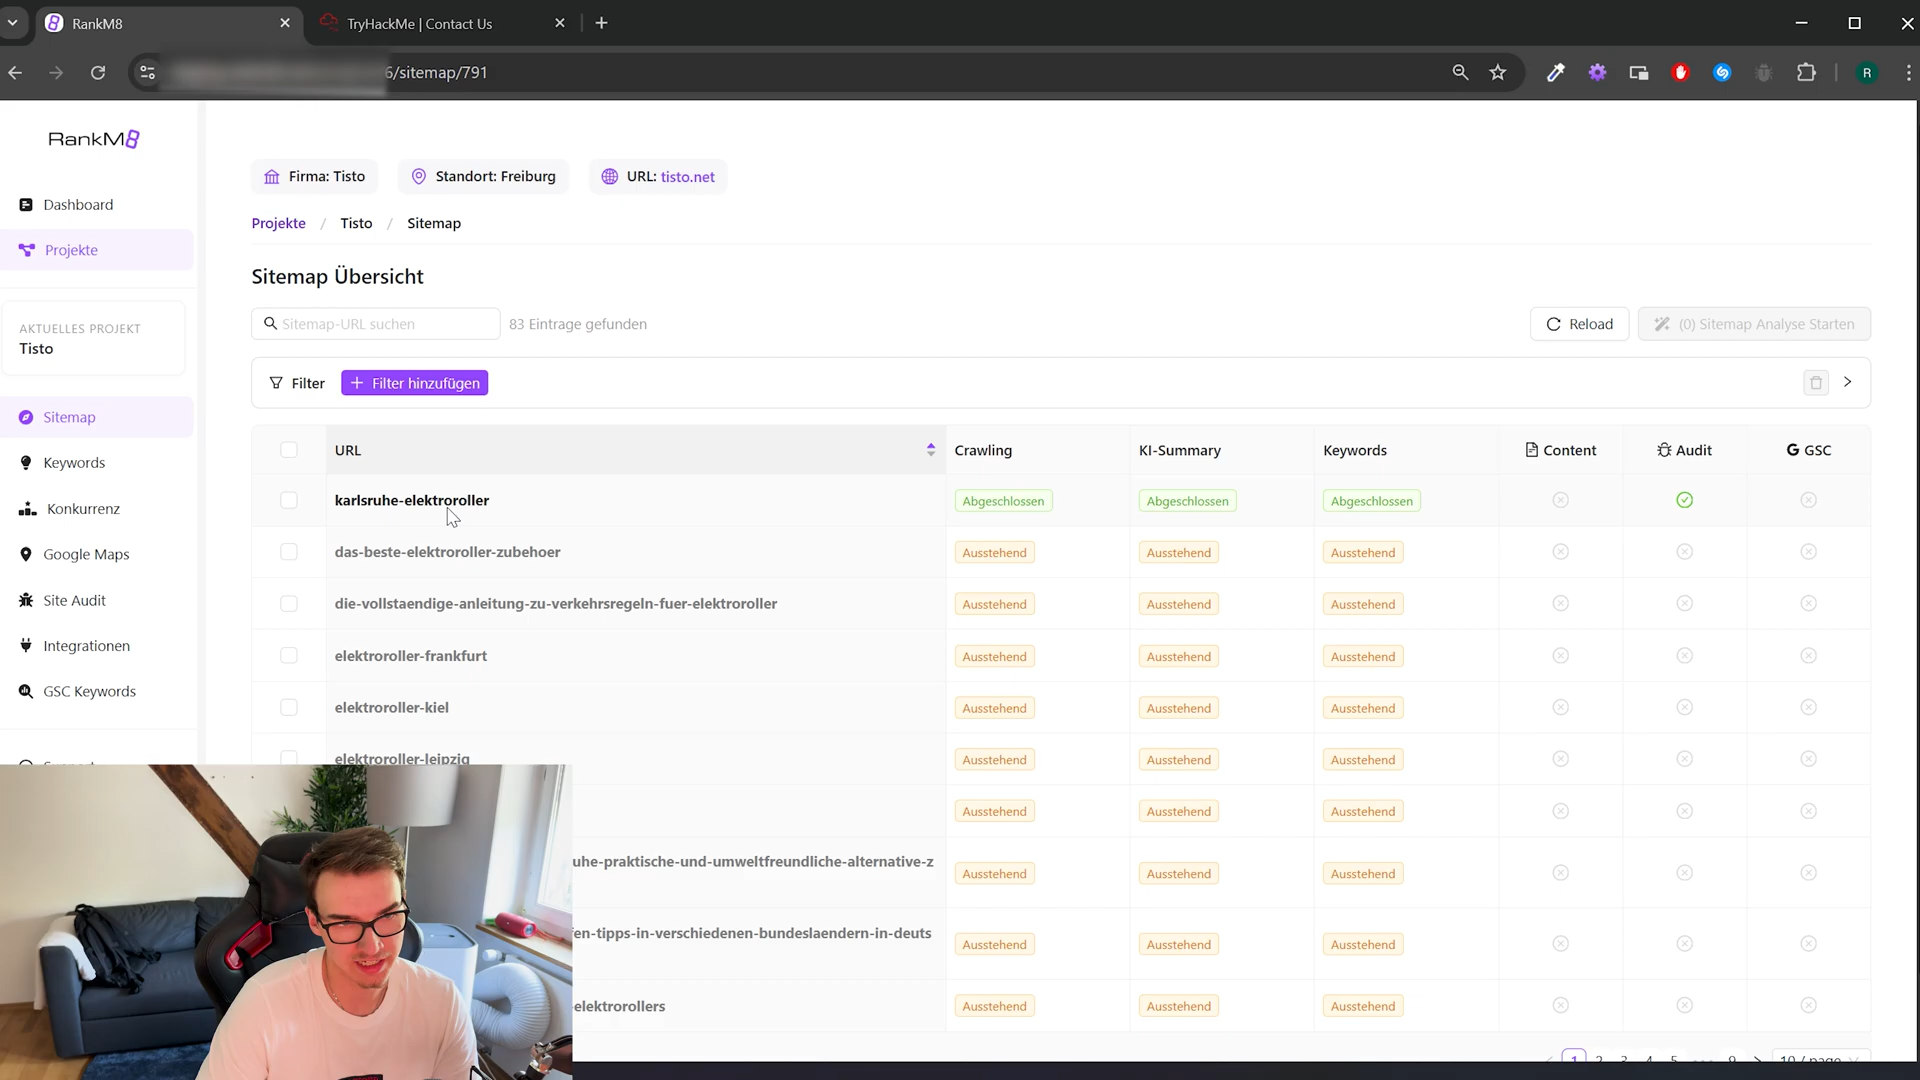 RankM8
TryHackMe | Contact Us
6/sitemap/791
R
RankM8
Dashboard
Projekte
AKTUELLES PROJEKT
Tisto
Sitemap
Keywords
Konkurrenz
Google Maps
Site Audit
Integrationen
GSC Keywords
Firma: Tisto
Standort: Freiburg
URL: tisto.net
Projekte / Tisto / Sitemap
Sitemap Übersicht
Sitemap-URL suchen
83 Eintrage gefunden
Reload
(0) Sitemap Analyse Starten
Filter
Filter hinzufügen
URL Crawling KI-Summary Keywords Content Audit GSC
karlsruhe-elektroroller Abgeschlossen Abgeschlossen Abgeschlossen
das-beste-elektroroller-zubehoer Ausstehend Ausstehend Ausstehend
die-vollstaendige-anleitung-zu-verkehrsregeln-fuer-elektroroller Ausstehend Ausstehend Ausstehend
elektroroller-frankfurt Ausstehend Ausstehend Ausstehend
elektroroller-kiel Ausstehend Ausstehend Ausstehend
elektroroller-leipzig Ausstehend Ausstehend Ausstehend
Ausstehend Ausstehend Ausstehend
uhe-praktische-und-umweltfreundliche-alternative-z Ausstehend Ausstehend Ausstehend
fen-tipps-in-verschiedenen-bundeslaendern-in-deuts Ausstehend Ausstehend Ausstehend
-elektrorollers Ausstehend Ausstehend Ausstehend
1 2 3 4 5 ••• 9 10 / page